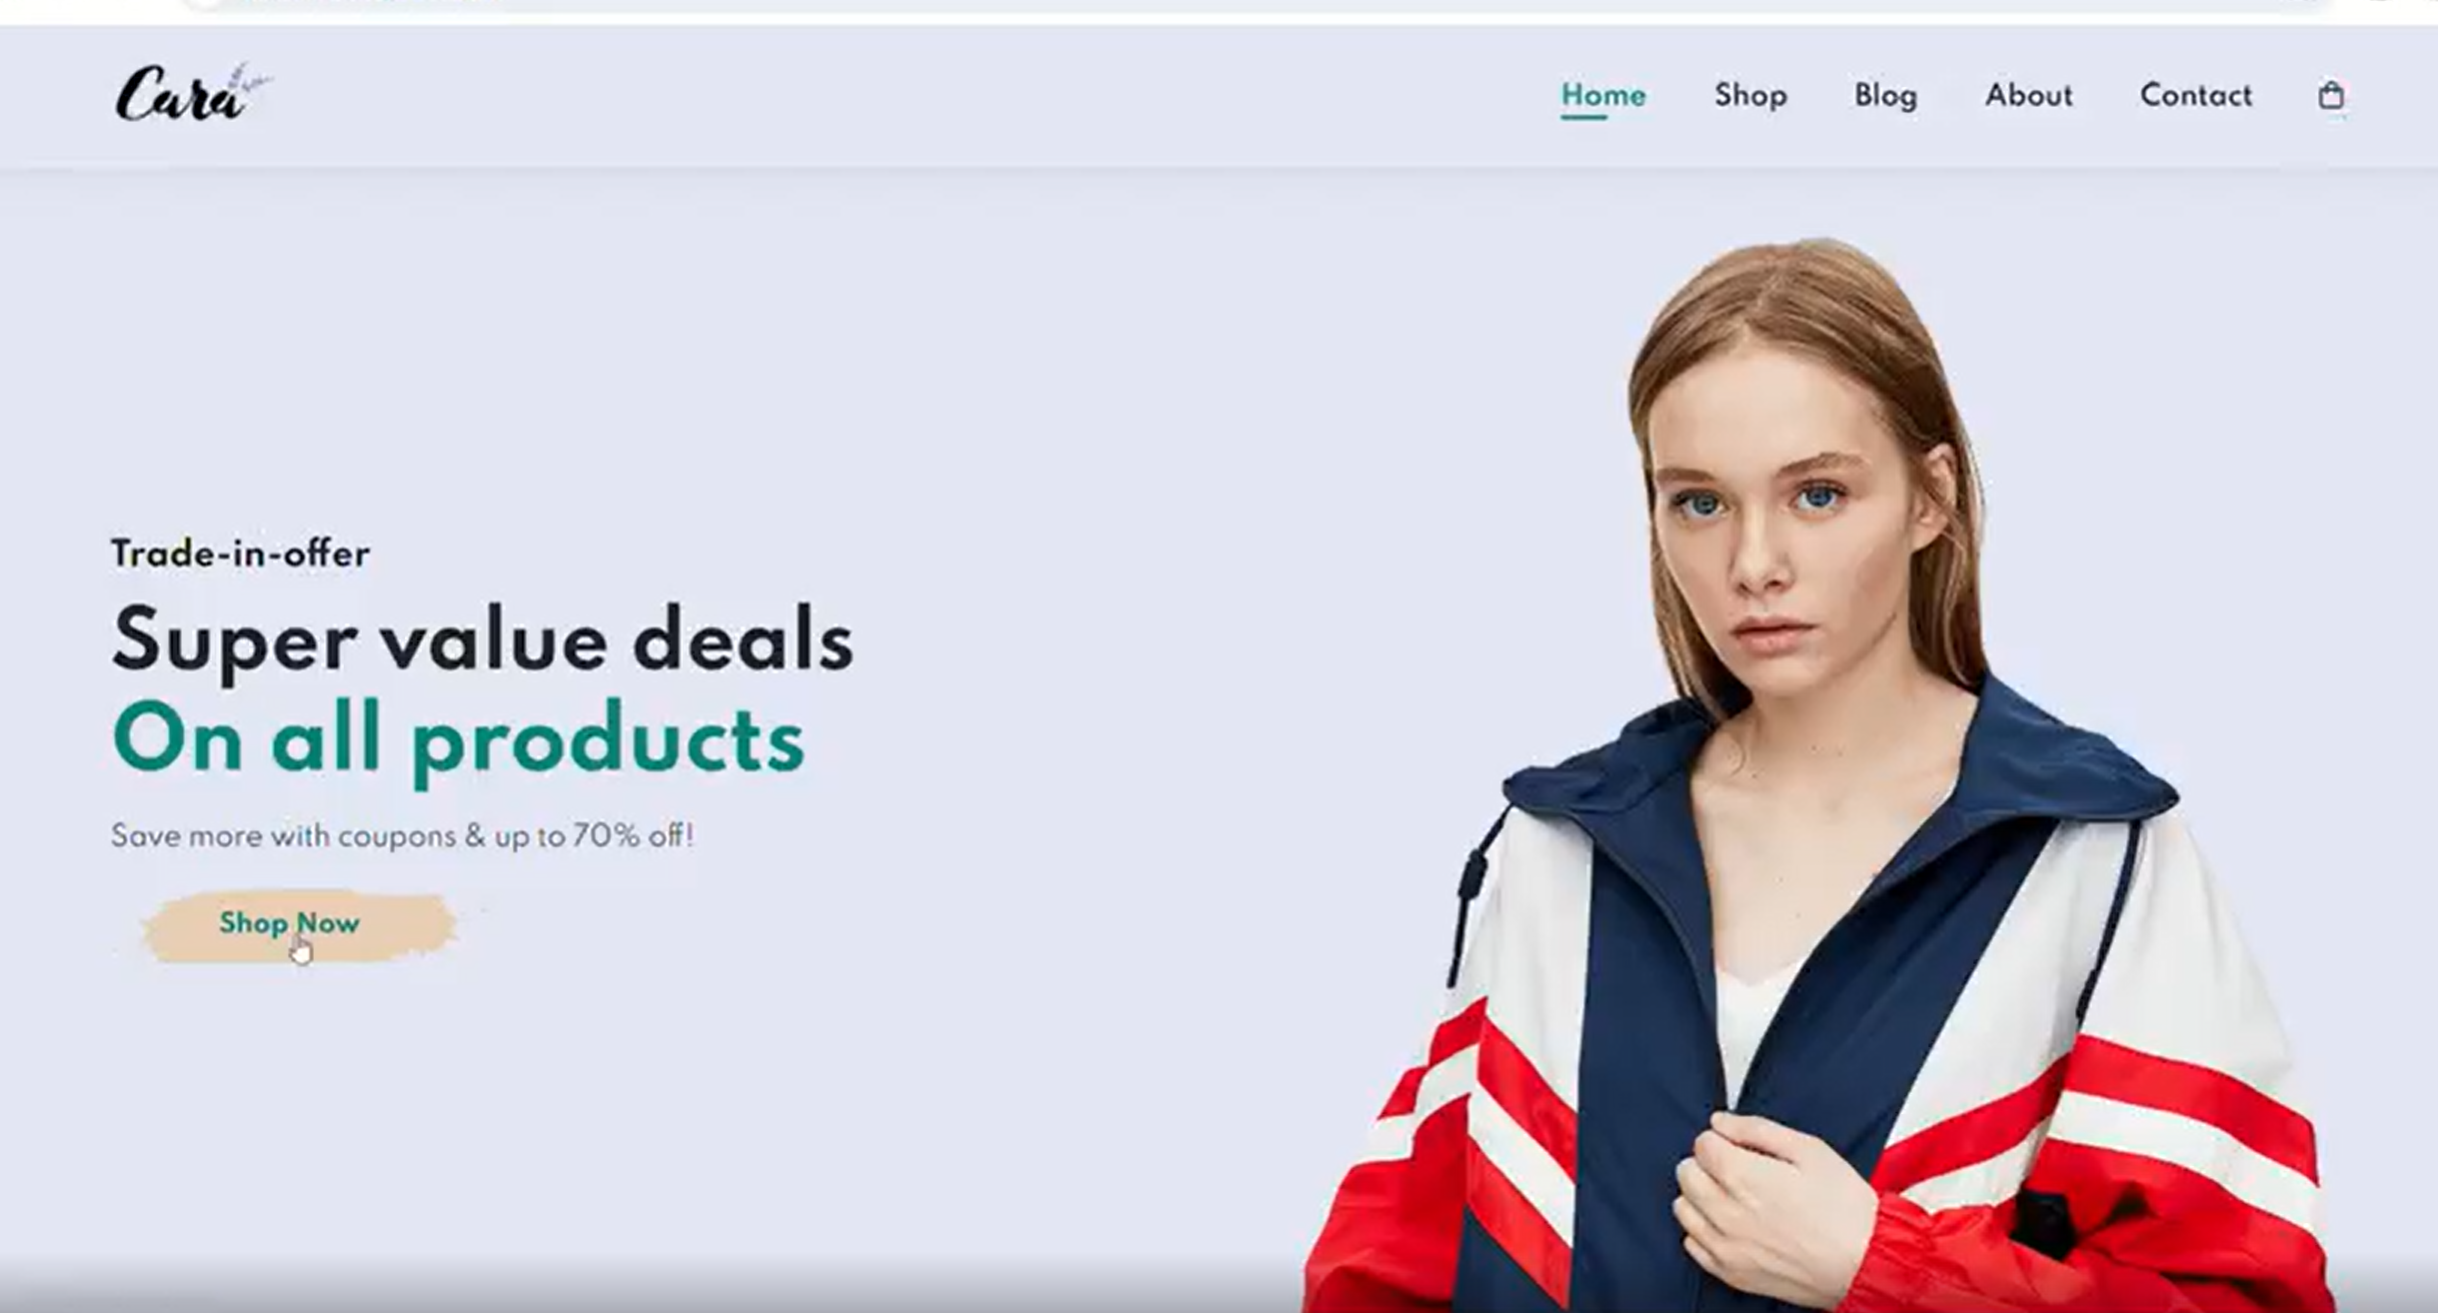 Cara
Home Shop Blog About Contact
Trade-in-offer
Super value deals
On all products
Save more with coupons & up to 70% off!
Shop Now